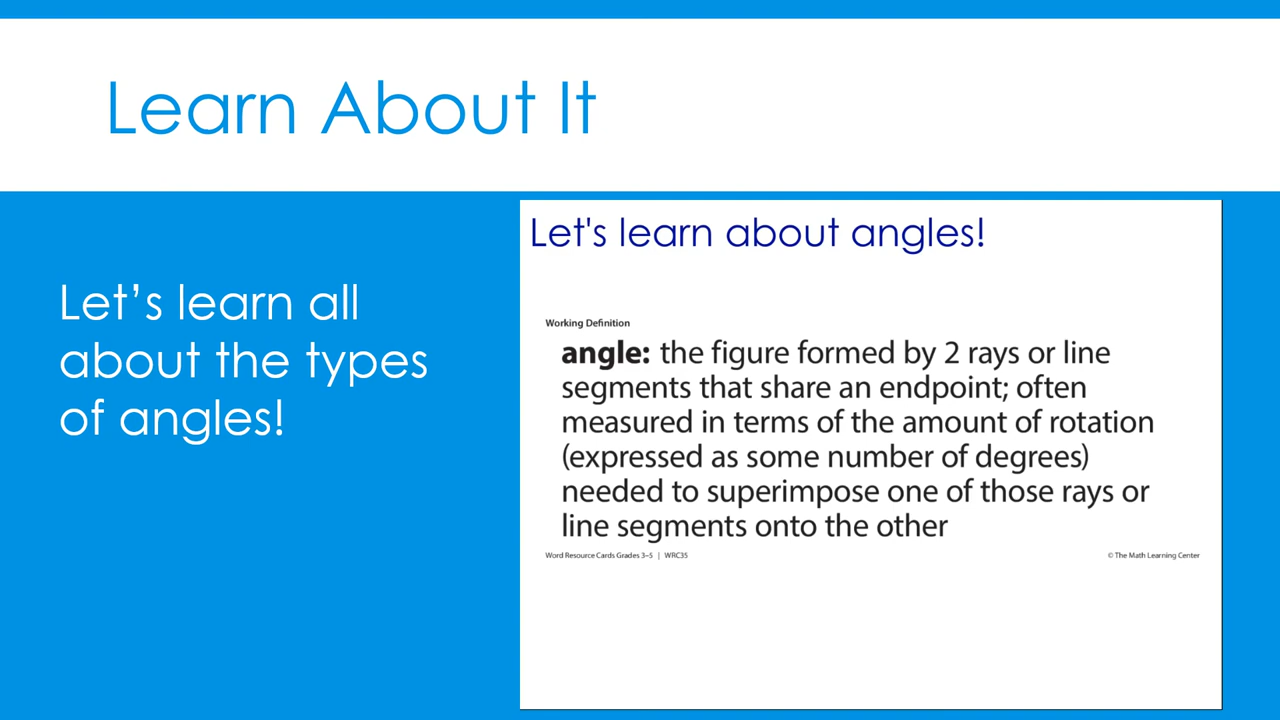 Learn About It
Let’s learn all
about the types
of angles!
Let's learn about angles!
Working Definition
angle: the figure formed by 2 rays or line
segments that share an endpoint; often
measured in terms of the amount of rotation
(expressed as some number of degrees)
needed to superimpose one of those rays or
line segments onto the other
Word Resource Cards Grades 3–5 | WRC35
© The Math Learning Center